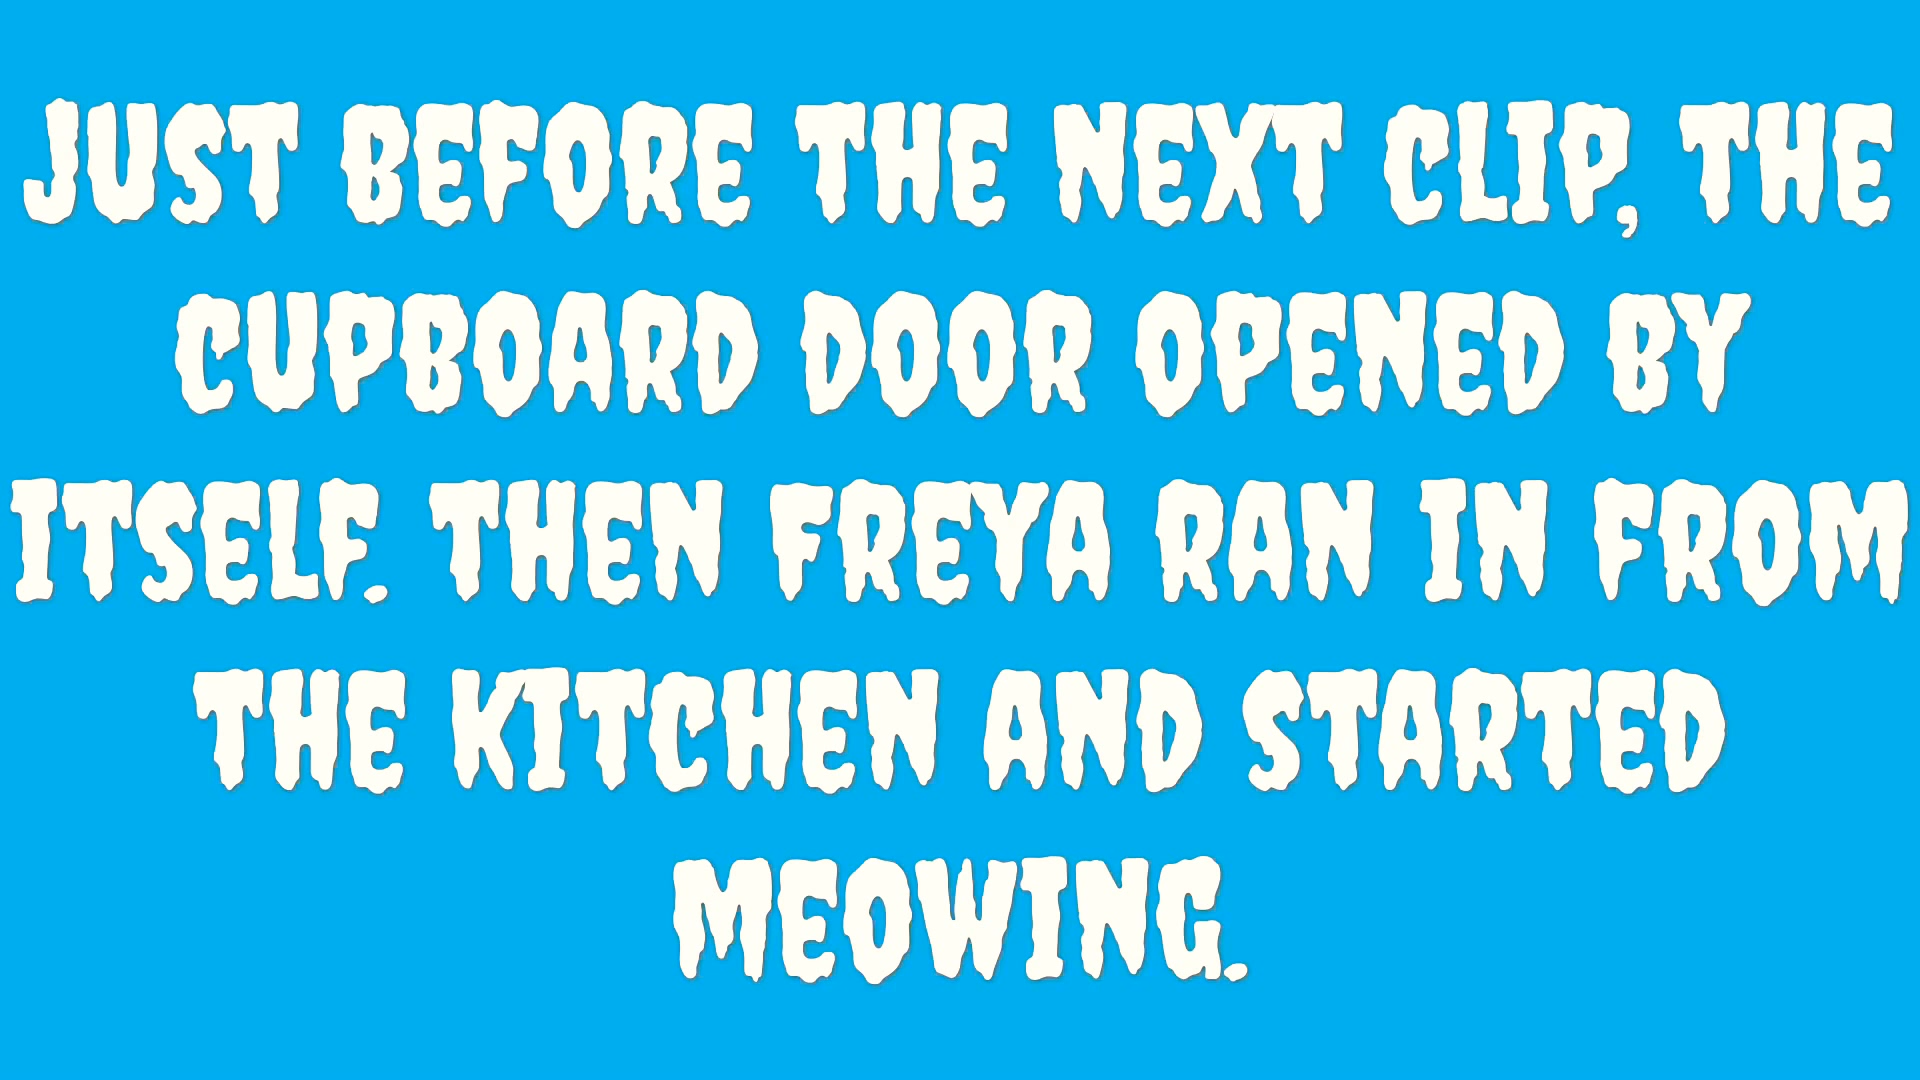 JUST BEFORE THE NEXT CLIP, THE
CUPBOARD DOOR OPENED BY
ITSELF. THEN FREYA RAN IN FROM
THE KITCHEN AND STARTED
MEOWING.